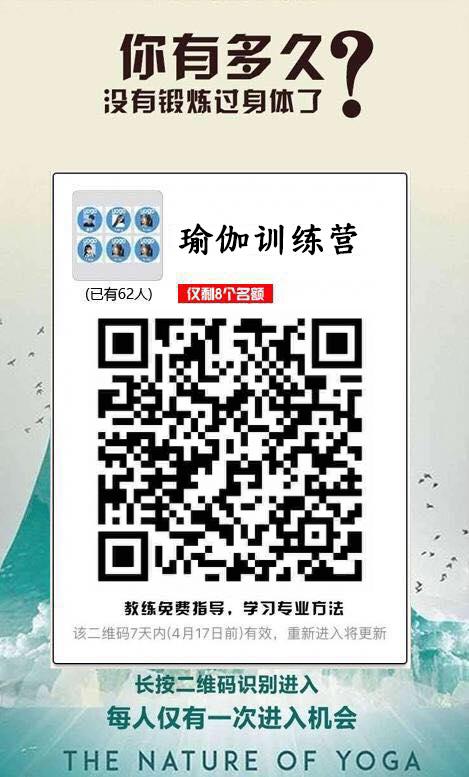 你有多久?
没有锻炼过身体了
瑜伽训练营
(已有62人)
仅剩8个名额
教练免费指导，学习专业方法
该二维码7天内(4月17日前)有效，重新进入将更新
长按二维码识别进入
每人仅有一次进入机会
THE NATURE OF YOGA